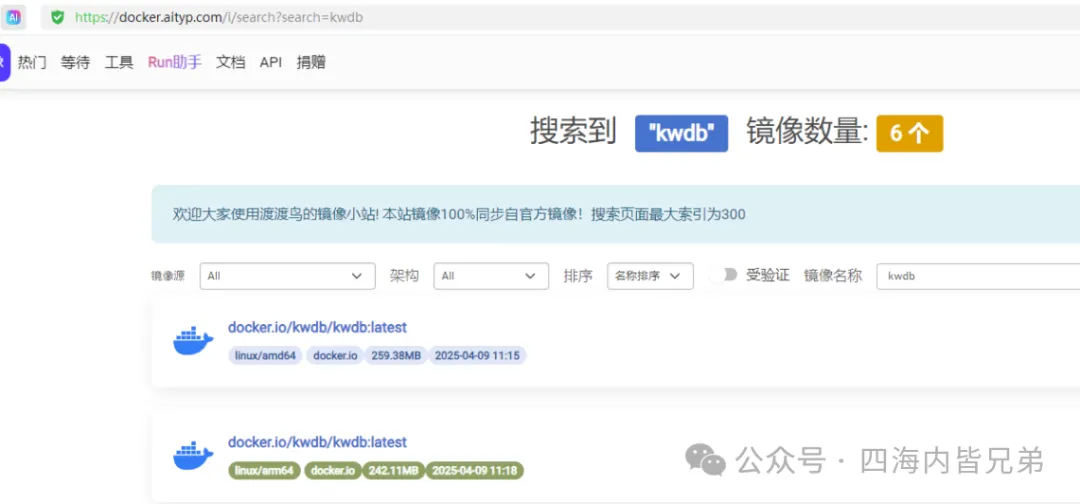 AI https://docker.aityp.com/i/search?search=kwdb
热门 等待 工具 Run助手 文档 API 捐赠
搜索到 "kwdb" 镜像数量: 6 个
欢迎大家使用渡渡鸟的镜像小站! 本站镜像100%同步自官方镜像！搜索页面最大索引为300
镜像源 All 架构 All 排序 名称排序 受验证 镜像名称 kwdb
docker.io/kwdb/kwdb:latest
linux/amd64 docker.io 259.38MB 2025-04-09 11:15
docker.io/kwdb/kwdb:latest
linux/arm64 docker.io 242.11MB 2025-04-09 11:18
公众号 · 四海内皆兄弟